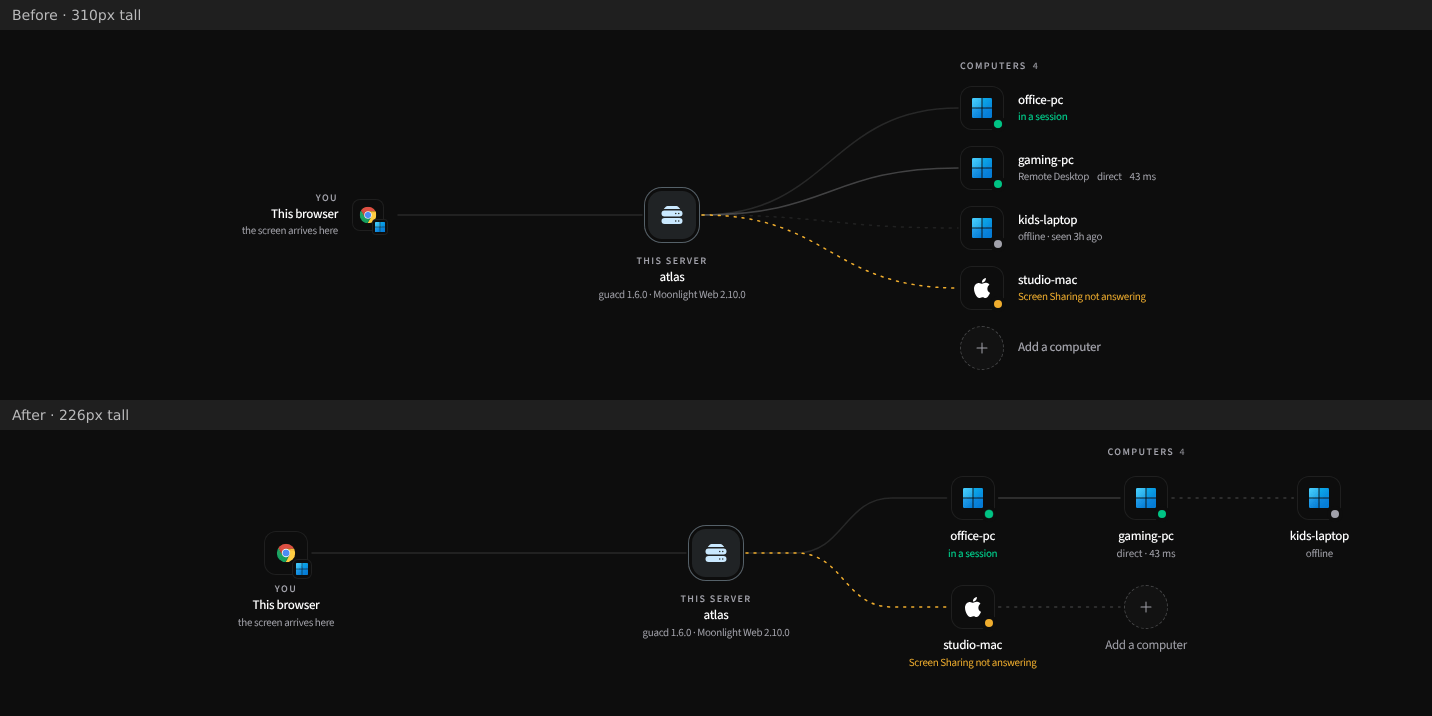 Before · 310px tall
COMPUTERS 4
office-pc
in a session
gaming-pc
Remote Desktop direct 43 ms
YOU
This browser
the screen arrives here
kids-laptop
offline · seen 3h ago
THIS SERVER
atlas
guacd 1.6.0 · Moonlight Web 2.10.0
studio-mac
Screen Sharing not answering
Add a computer
After · 226px tall
COMPUTERS 4
office-pc
in a session
gaming-pc
direct · 43 ms
kids-laptop
offline
YOU
This browser
the screen arrives here
THIS SERVER
atlas
guacd 1.6.0 · Moonlight Web 2.10.0
studio-mac
Screen Sharing not answering
Add a computer